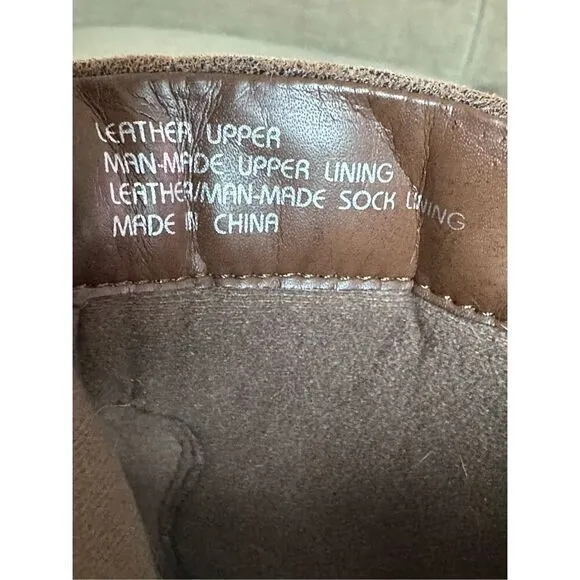 LEATHER UPPER
MAN-MADE UPPER LINING
LEATHER/MAN-MADE SOCK LINING
MADE IN CHINA